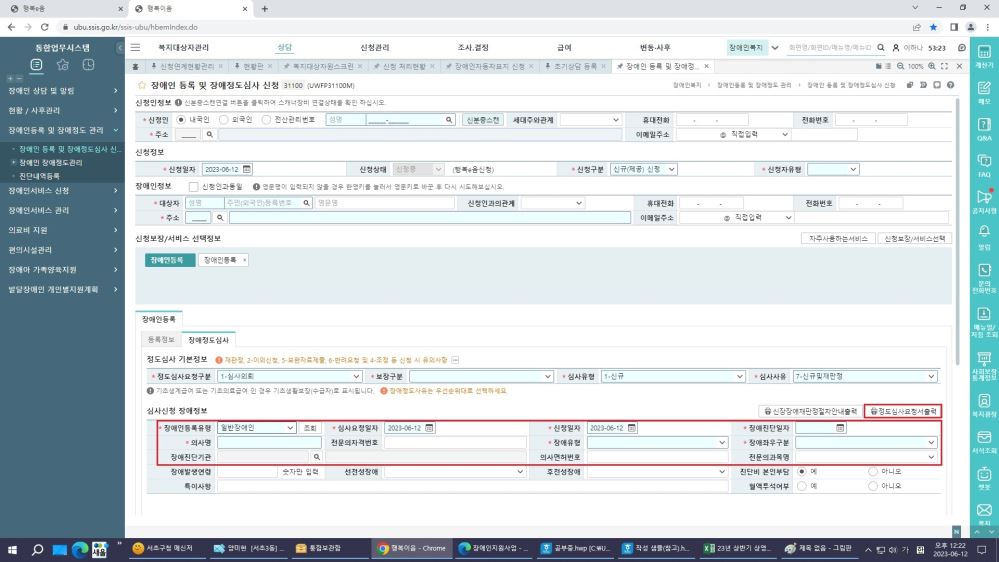 행복e음
행복이음
ubu.ssis.go.kr/ssis-ubu/hbemIndex.do
통합업무시스템
복지대상자관리 상담 신청관리 조사.결정 급여 변동·사후 장애인복지 화면명/화면ID/메뉴명/메뉴ID 이하나 53:23
신청연계현황관리 현황판 복지대상자원스크린 신청 처리현황 장애인자동차표지 신청 초기상담 등록 장애인 등록 및 장애정... 100%
장애인 상담 및 알림
현황 / 사후관리
장애인등록 및 장애정도 관리
장애인 등록 및 장애정도심사 신...
장애인 장애정도관리
진단내역등록
장애인서비스 신청
장애인서비스 관리
의료비 지원
편의시설관리
장애아 가족양육지원
발달장애인 개인별지원계획
장애인 등록 및 장애정도심사 신청 31100 (UWFP31100M) 장애인복지 > 장애인등록 및 장애정도 관리 > 장애인 등록 및 장애정도심사 신청
신청인정보 신분증스캔연결 버튼을 클릭하여 스캐너장비 연결상태를 확인 하십시오.
* 신청인 내국인 외국인 전산관리번호 성명 ______-______ 신분증스캔 세대주와관계 휴대전화 - - 전화번호 - -
* 주소 이메일주소 @ 직접입력
신청정보
* 신청일자 2023-06-12 * 신청상태 신청중 (행복e음신청) * 신청구분 신규(제공) 신청 * 신청자유형
장애인정보 신청인과동일 영문명이 입력되지 않을 경우 한영키를 눌러서 영문키로 바꾼 후 다시 시도해보십시오.
* 대상자 성명 주민(외국인)등록번호 영문명 신청인과의관계 휴대전화 - - 전화번호 - -
* 주소 이메일주소 @ 직접입력
신청보장/서비스 선택정보 자주사용하는서비스 신청보장/서비스선택
장애인등록 장애인등록 ×
장애인등록
등록정보 장애정도심사
정도심사 기본정보 재판정, 2-이의신청, 5-보완자료제출, 6-반려요청 및 4-조정 등 신청 시 유의사항
* 정도심사요청구분 1-심사의뢰 * 보장구분 * 심사유형 1-신규 * 심사사유 7-신규및재판정
기초생계급여 또는 기초의료급여 인 경우 기초생활보장(수급자)로 표시됩니다. 장애정도사유는 우선순위대로 선택하세요.
심사신청 장애정보 신장장애재판정절차안내출력 정도심사요청서출력
* 장애인등록유형 일반장애인 조회 * 심사요청일자 2023-06-12 * 신청일자 2023-06-12 * 장애진단일자
* 의사명 전문의자격번호 * 장애유형 * 장애좌우구분
장애진단기관 의사면허번호 전문의과목명
장애발생연령 숫자만 입력 선천성장애 후천성장애 진단비 본인부담 예 아니오
특이사항 혈액투석여부 예 아니오
계산기
메모
Q&A
FAQ
공지사항
알림
문의
전화번호
메뉴얼/
지침 조회
사회보장
통계정보
복지광장
서식조회
챗봇
쪽지
서초구청 메신저 양미현 [서초3동] ... 통합보관함 행복이음 - Chrome 장애인지원사업 - ... 공부중.hwp [C:₩U... 작성 샘플(참고).h... 23년 상반기 상영... 제목 없음 - 그림판 가 오후 12:22
2023-06-12